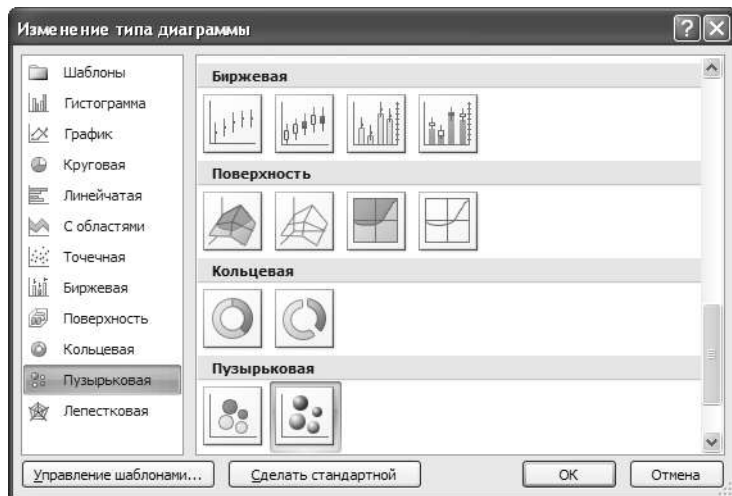 Изменение типа диаграммы
Шаблоны
Гистограмма
График
Круговая
Линейчатая
С областями
Точечная
Биржевая
Поверхность
Кольцевая
Пузырьковая
Лепестковая
Биржевая
Поверхность
Кольцевая
Пузырьковая
Управление шаблонами...
Сделать стандартной
ОК
Отмена